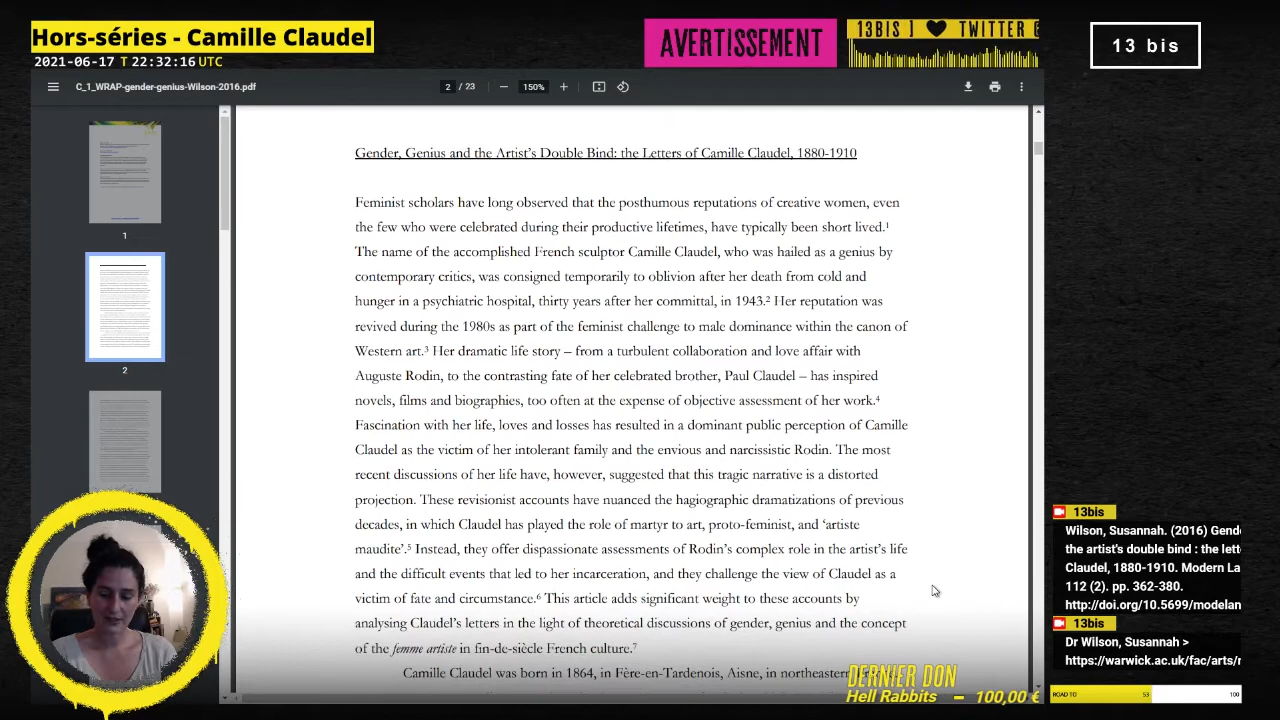 Hors-séries - Camille Claudel
2021-06-17 T 22:32:16 UTC
AVERTISSEMENT
13BIS ] ♥ TWITTER
13 bis
C_1_WRAP-gender-genius-Wilson-2016.pdf
2 / 23
150%
1
2
Gender, Genius and the Artist's Double Bind: the Letters of Camille Claudel, 1880-1910
Feminist scholars have long observed that the posthumous reputations of creative women, even
the few who were celebrated during their productive lifetimes, have typically been short lived.¹
The name of the accomplished French sculptor Camille Claudel, who was hailed as a genius by
contemporary critics, was consigned temporarily to oblivion after her death from cold and
hunger in a psychiatric hospital, thirty years after her committal, in 1943.² Her reputation was
revived during the 1980s as part of the feminist challenge to male dominance within the canon of
Western art.³ Her dramatic life story – from a turbulent collaboration and love affair with
Auguste Rodin, to the contrasting fate of her celebrated brother, Paul Claudel – has inspired
novels, films and biographies, too often at the expense of objective assessment of her work.⁴
Fascination with her life, loves and losses has resulted in a dominant public perception of Camille
Claudel as the victim of her intolerant family and the envious and narcissistic Rodin. The most
recent discussions of her life have, however, suggested that this tragic narrative is a distorted
projection. These revisionist accounts have nuanced the hagiographic dramatizations of previous
decades, in which Claudel has played the role of martyr to art, proto-feminist, and 'artiste
maudite'.⁵ Instead, they offer dispassionate assessments of Rodin's complex role in the artist's life
and the difficult events that led to her incarceration, and they challenge the view of Claudel as a
victim of fate and circumstance.⁶ This article adds significant weight to these accounts by
analysing Claudel's letters in the light of theoretical discussions of gender, genius and the concept
of the femme artiste in fin-de-siècle French culture.⁷
Camille Claudel was born in 1864, in Fère-en-Tardenois, Aisne, in northeastern
DERNIER DON
Hell Rabbits – 100,00 €
13bis
Wilson, Susannah. (2016) Gend
the artist's double bind : the lett
Claudel, 1880-1910. Modern La
112 (2). pp. 362-380.
http://doi.org/10.5699/modelan
13bis
Dr Wilson, Susannah >
https://warwick.ac.uk/fac/arts/
ROAD TO 53 100